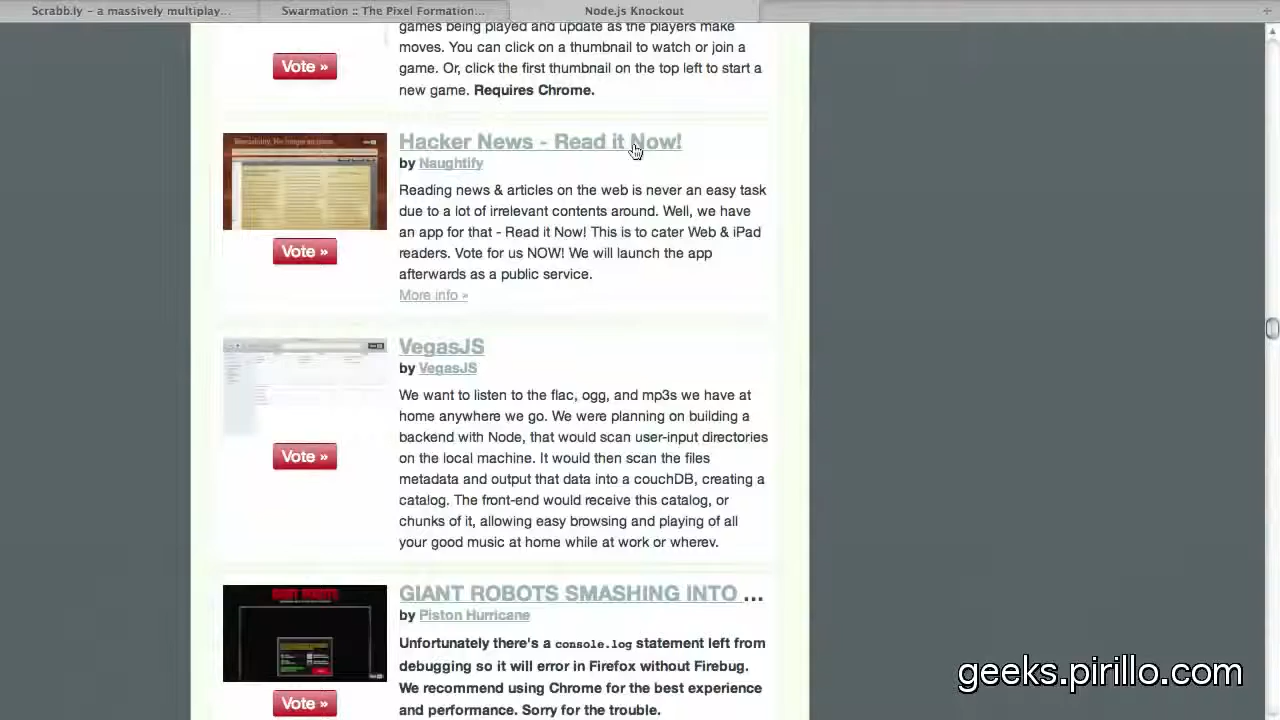 Scrabb.ly – a massively multiplay...
Swarmation :: The Pixel Formation...
Node.js Knockout
games being played and update as the players make
moves. You can click on a thumbnail to watch or join a
game. Or, click the first thumbnail on the top left to start a
new game. Requires Chrome.
Vote »
Hacker News - Read it Now!
by Naughtify
Reading news & articles on the web is never an easy task
due to a lot of irrelevant contents around. Well, we have
an app for that - Read it Now! This is to cater Web & iPad
readers. Vote for us NOW! We will launch the app
afterwards as a public service.
More info »
Vote »
VegasJS
by VegasJS
We want to listen to the flac, ogg, and mp3s we have at
home anywhere we go. We were planning on building a
backend with Node, that would scan user-input directories
on the local machine. It would then scan the files
metadata and output that data into a couchDB, creating a
catalog. The front-end would receive this catalog, or
chunks of it, allowing easy browsing and playing of all
your good music at home while at work or wherev.
Vote »
GIANT ROBOTS SMASHING INTO ...
by Piston Hurricane
Unfortunately there's a console.log statement left from
debugging so it will error in Firefox without Firebug.
We recommend using Chrome for the best experience
and performance. Sorry for the trouble.
GIANT ROBOTS
Vote »
geeks.pirillo.com